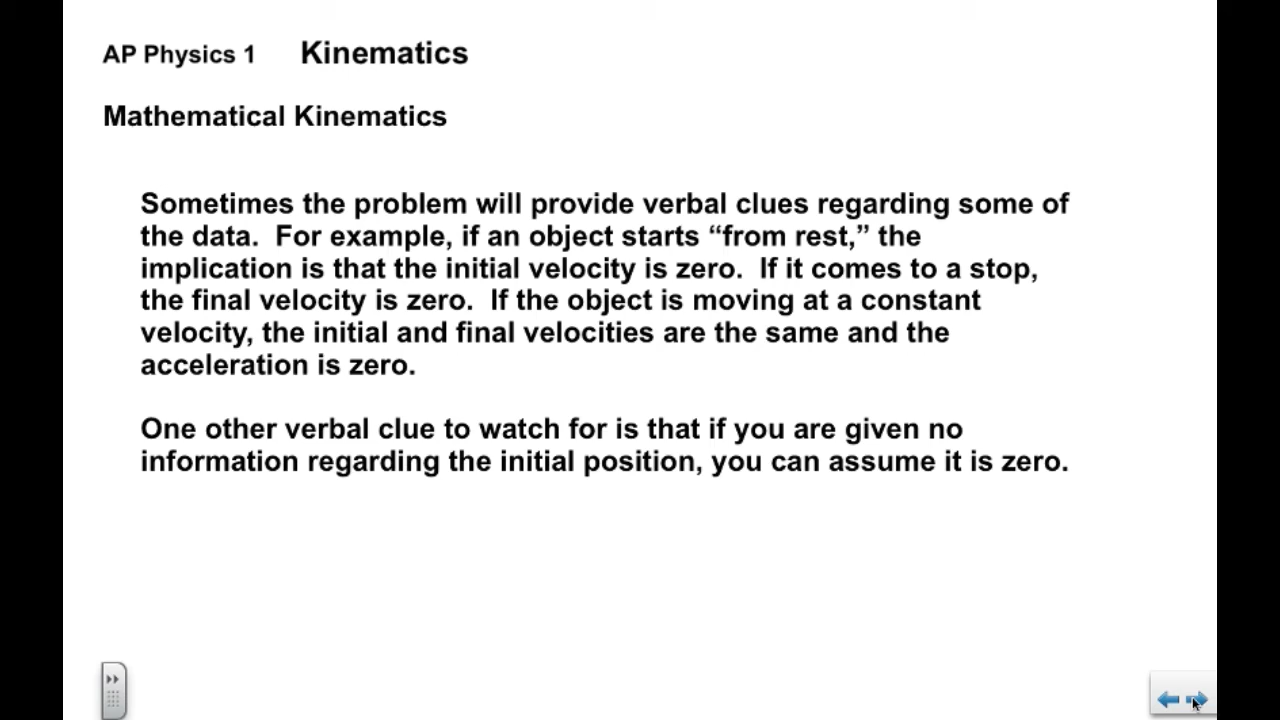 AP Physics 1 Kinematics
Mathematical Kinematics
Sometimes the problem will provide verbal clues regarding some of
the data.  For example, if an object starts “from rest,” the
implication is that the initial velocity is zero.  If it comes to a stop,
the final velocity is zero.  If the object is moving at a constant
velocity, the initial and final velocities are the same and the
acceleration is zero.
One other verbal clue to watch for is that if you are given no
information regarding the initial position, you can assume it is zero.